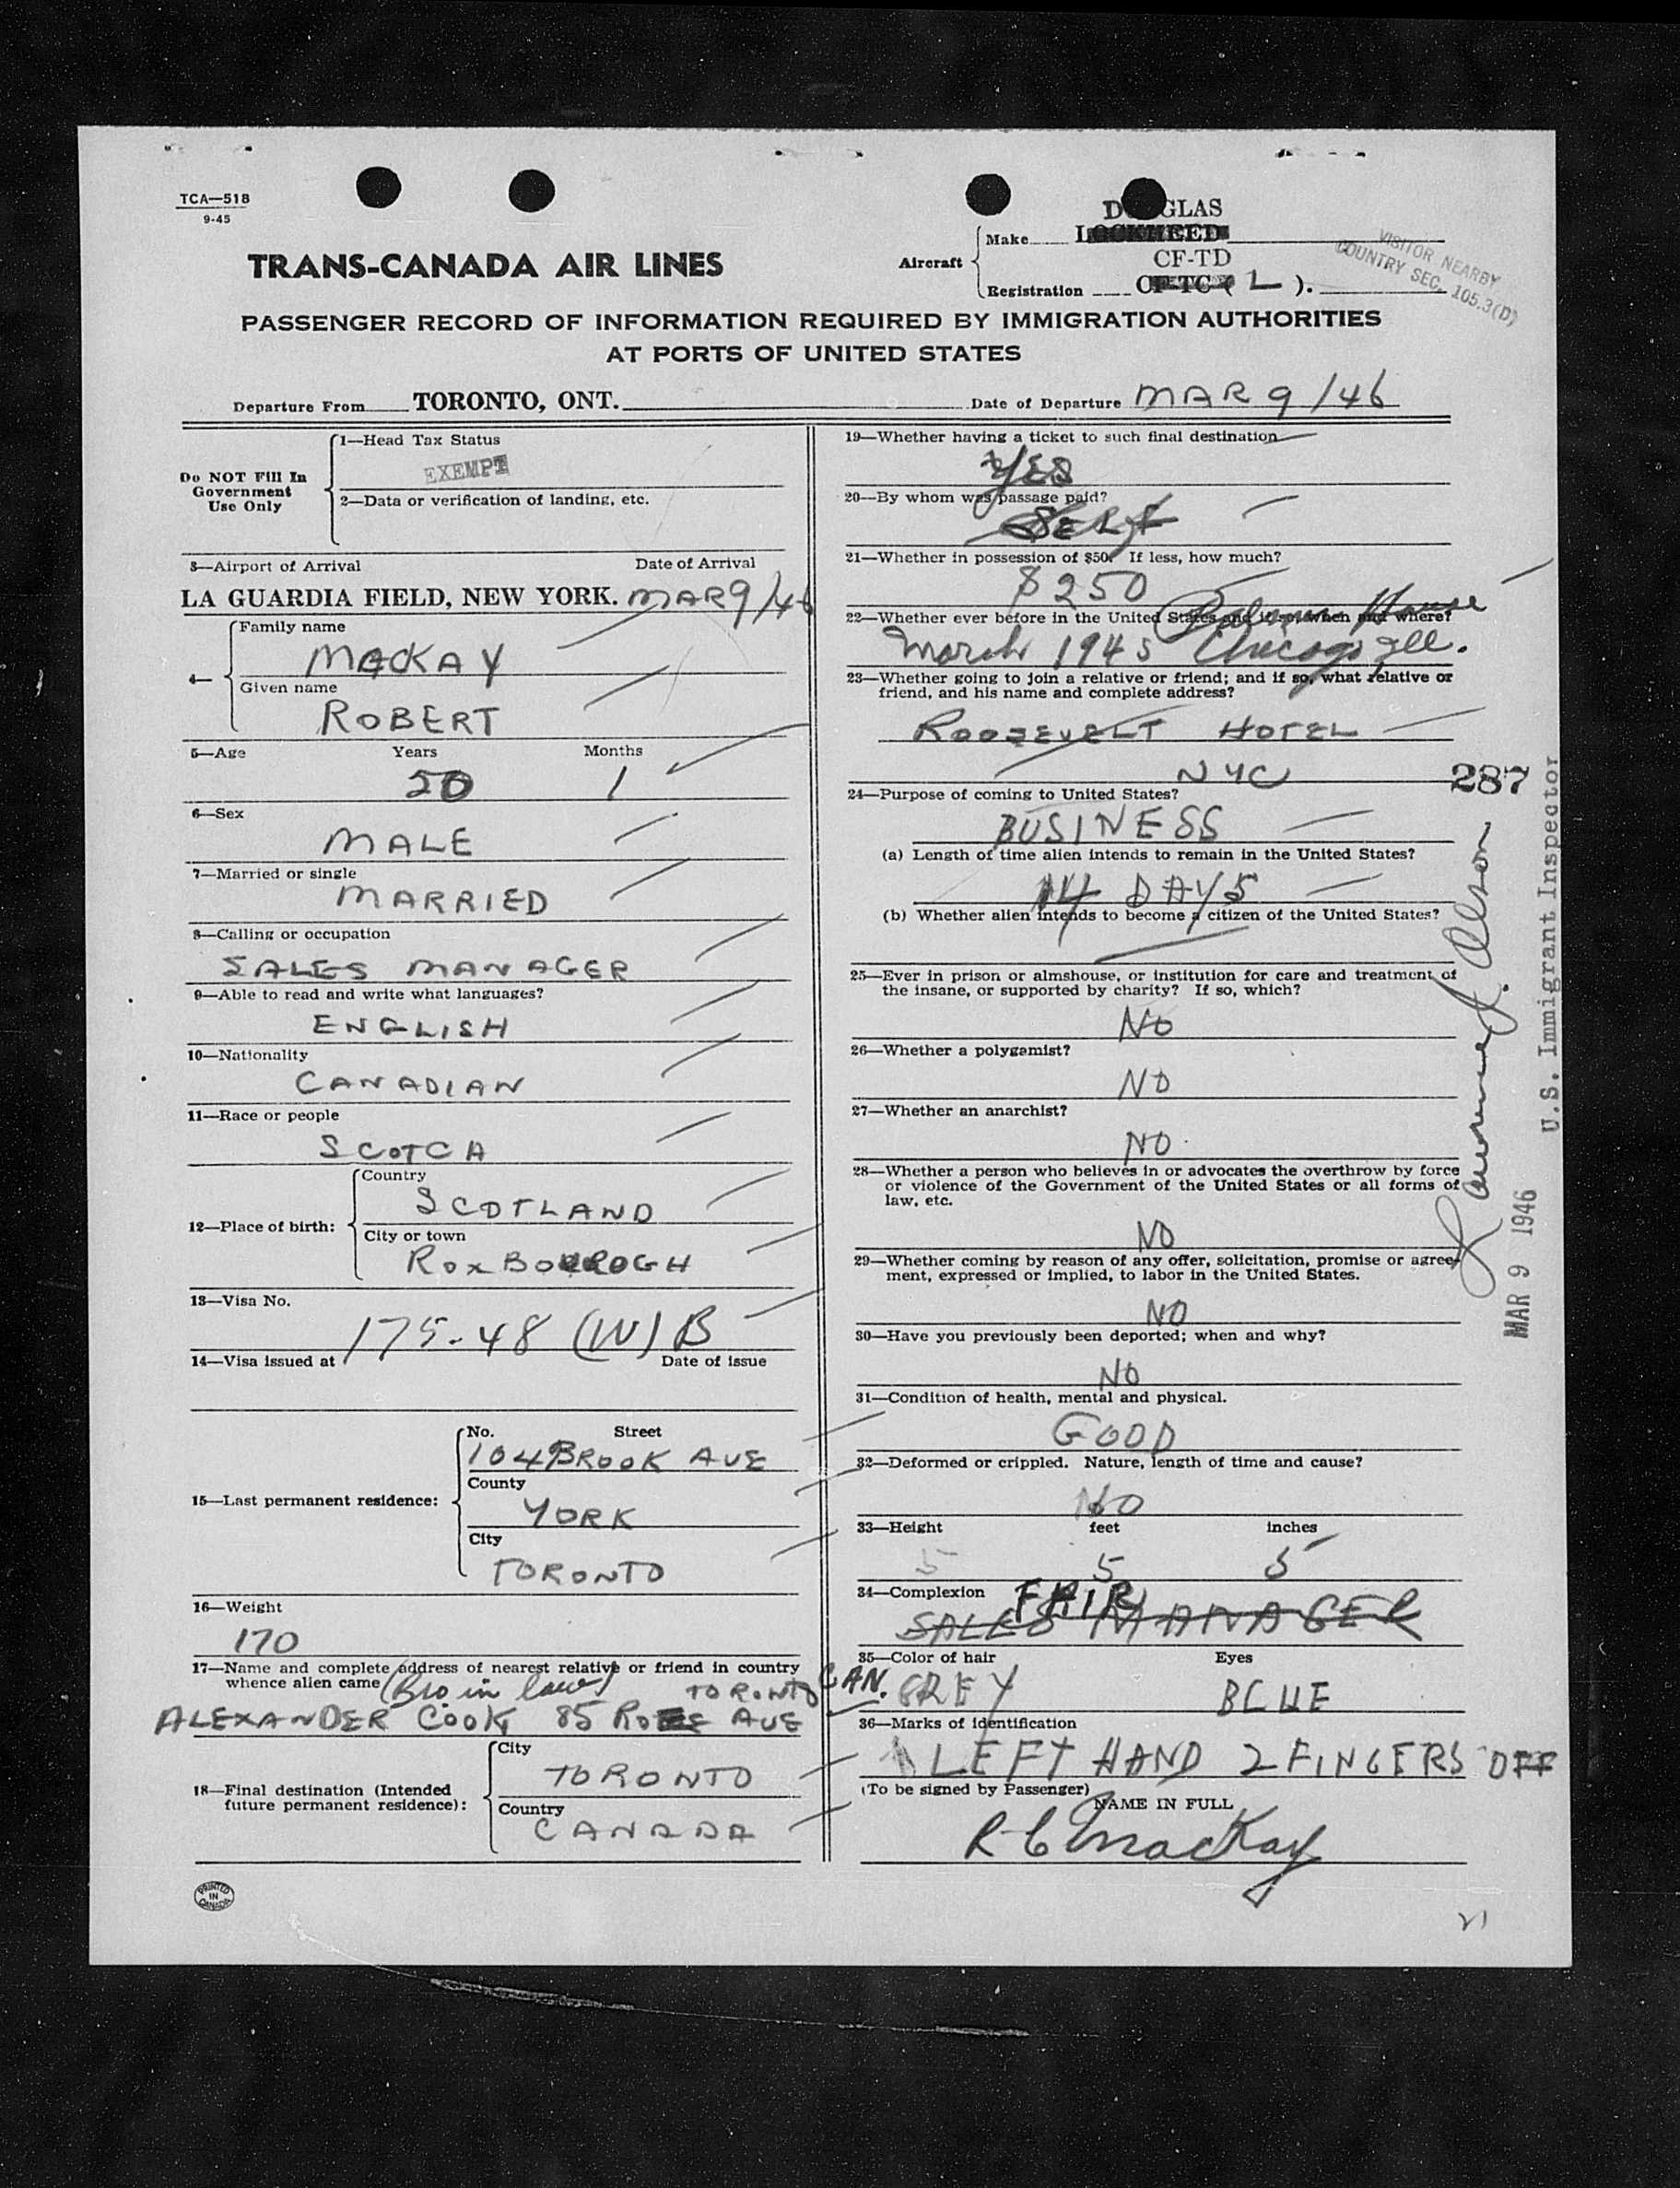 TCA—518
9-45
DOUGLAS
Make LOCKHEED
TRANS-CANADA AIR LINES
Aircraft
CF-TD
Registration CF-TC ( L ).
VISITOR NEARBY
COUNTRY SEC. 105.3(D)
PASSENGER RECORD OF INFORMATION REQUIRED BY IMMIGRATION AUTHORITIES
AT PORTS OF UNITED STATES
Departure From TORONTO, ONT. Date of Departure MAR 9/46
Do NOT Fill In
Government
Use Only
1—Head Tax Status
EXEMPT
2—Data or verification of landing, etc.
3—Airport of Arrival Date of Arrival
LA GUARDIA FIELD, NEW YORK. MAR 9/46
4—
Family name
MACKAY
Given name
ROBERT
5—Age Years Months
50 1
6—Sex
MALE
7—Married or single
MARRIED
8—Calling or occupation
SALES MANAGER
9—Able to read and write what languages?
ENGLISH
10—Nationality
CANADIAN
11—Race or people
SCOTCH
12—Place of birth:
Country
SCOTLAND
City or town
ROXBOUROGH
13—Visa No.
175-48 (W) B
14—Visa issued at Date of issue
15—Last permanent residence:
No. Street
104 BROOK AVE
County
YORK
City
TORONTO
16—Weight
170
17—Name and complete address of nearest relative or friend in country
whence alien came (Bro in law) TORONTO CAN.
ALEXANDER COOK 85 ROSE AVE
18—Final destination (Intended
future permanent residence):
City
TORONTO
Country
CANADA
PRINTED
IN
CANADA
19—Whether having a ticket to such final destination
YES
20—By whom was passage paid?
SELF
21—Whether in possession of $50. If less, how much?
$250
22—Whether ever before in the United States and if so, when and where?
Palmer House
March 1945 Chicago Ill.
23—Whether going to join a relative or friend; and if so, what relative or
friend, and his name and complete address?
ROOSEVELT HOTEL
NYC
287
24—Purpose of coming to United States?
BUSINESS
(a) Length of time alien intends to remain in the United States?
14 DAYS
(b) Whether alien intends to become a citizen of the United States?
25—Ever in prison or almshouse, or institution for care and treatment of
the insane, or supported by charity? If so, which?
NO
26—Whether a polygamist?
NO
27—Whether an anarchist?
NO
28—Whether a person who believes in or advocates the overthrow by force
or violence of the Government of the United States or all forms of
law, etc.
NO
29—Whether coming by reason of any offer, solicitation, promise or agree-
ment, expressed or implied, to labor in the United States.
NO
30—Have you previously been deported; when and why?
NO
31—Condition of health, mental and physical.
GOOD
32—Deformed or crippled. Nature, length of time and cause?
NO
33—Height feet inches
5 5 5
34—Complexion FAIR
SALES MANAGER
35—Color of hair Eyes
GREY BLUE
36—Marks of identification
LEFT HAND 2 FINGERS OFF
(To be signed by Passenger)
NAME IN FULL
R C MacKay
21
Lawrence J. Olson
U.S. Immigrant Inspector
MAR 9 1946